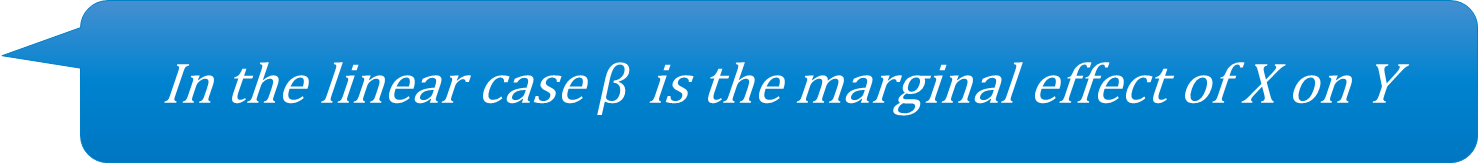 In the linear case β is the marginal effect of X on Y